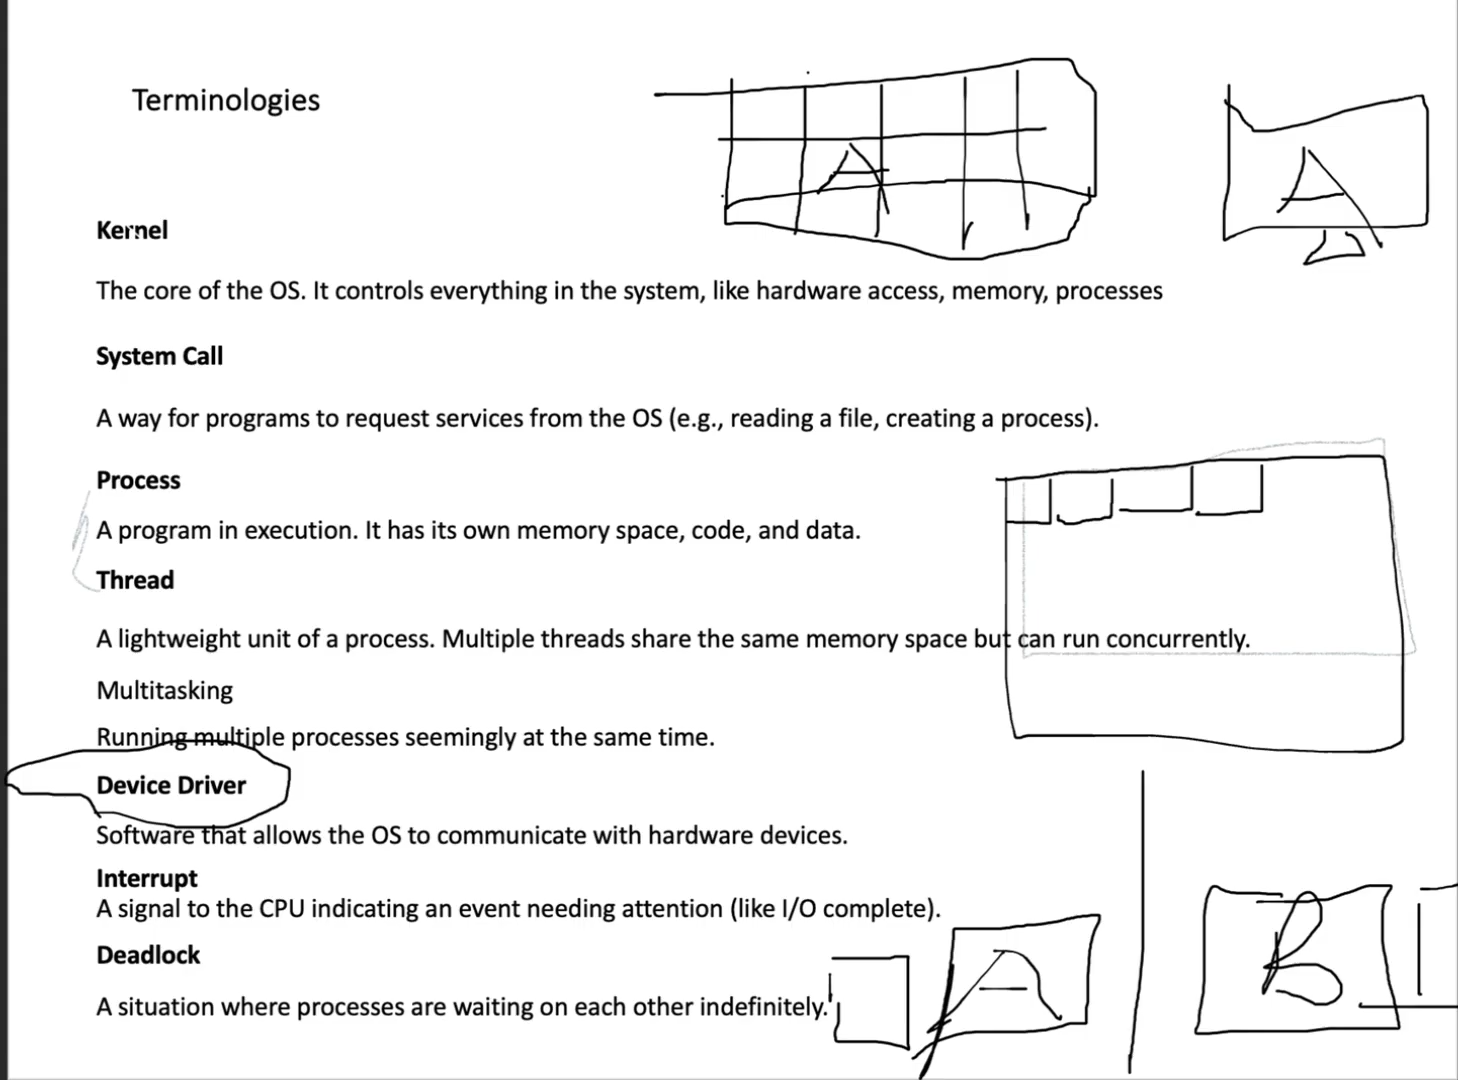 Terminologies
A
A
Kernel
The core of the OS. It controls everything in the system, like hardware access, memory, processes
System Call
A way for programs to request services from the OS (e.g., reading a file, creating a process).
Process
A program in execution. It has its own memory space, code, and data.
Thread
A lightweight unit of a process. Multiple threads share the same memory space but can run concurrently.
Multitasking
Running multiple processes seemingly at the same time.
Device Driver
Software that allows the OS to communicate with hardware devices.
Interrupt
A signal to the CPU indicating an event needing attention (like I/O complete).
Deadlock
A situation where processes are waiting on each other indefinitely.
A
B